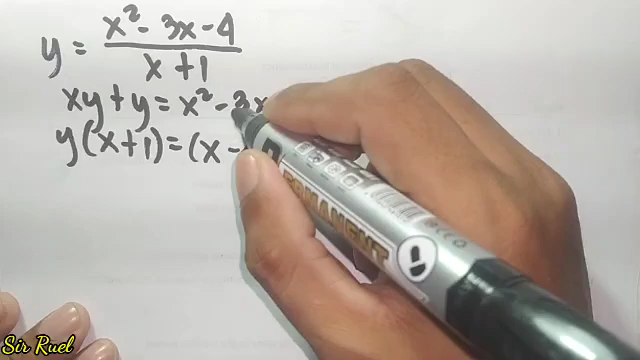 y = x² - 3x - 4 / x + 1
xy + y = x² - 3x
y(x + 1) = (x -
PERMANENT
Sir Ruel